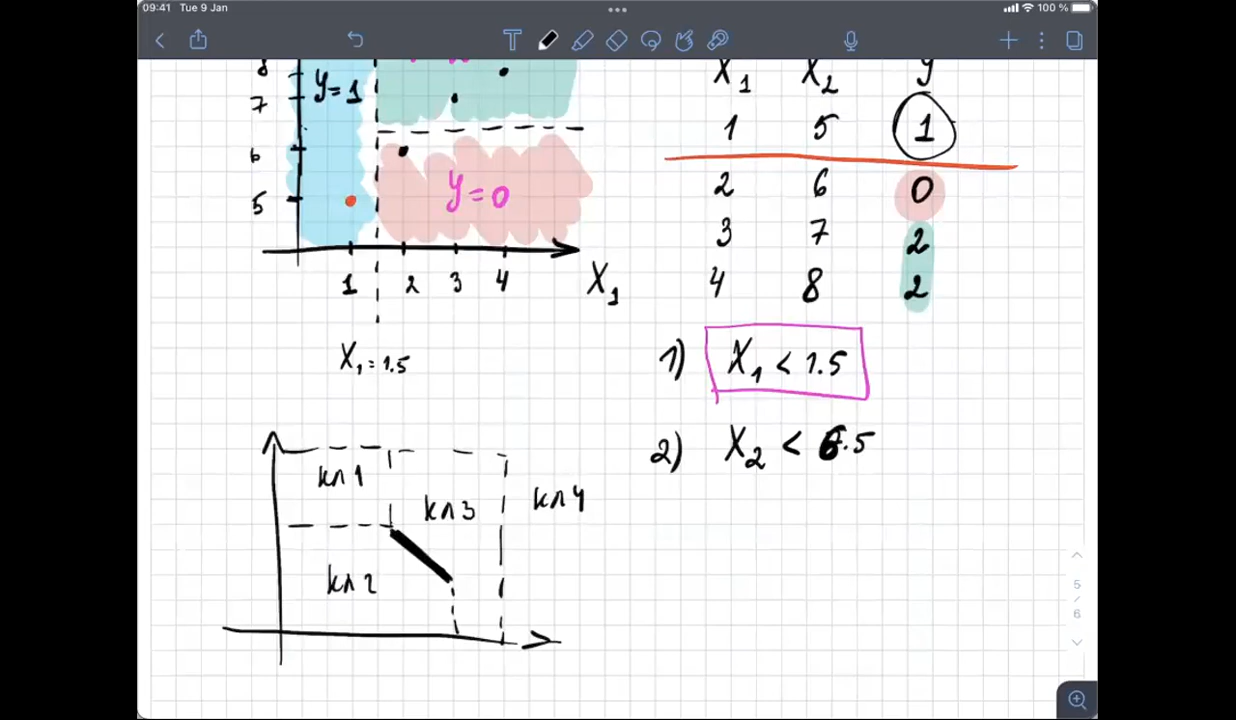 09:41 Tue 9 Jan
100 %
8
7
6
5
y=1
y=0
1 2 3 4
X₁
X₁=1.5
X₁ X₂ y
1 5 1
2 6 0
3 7 2
4 8 2
1) X₁ < 1.5
2) X₂ < 6.5
кл 1
кл 2
кл 3
кл 4
5
/
6